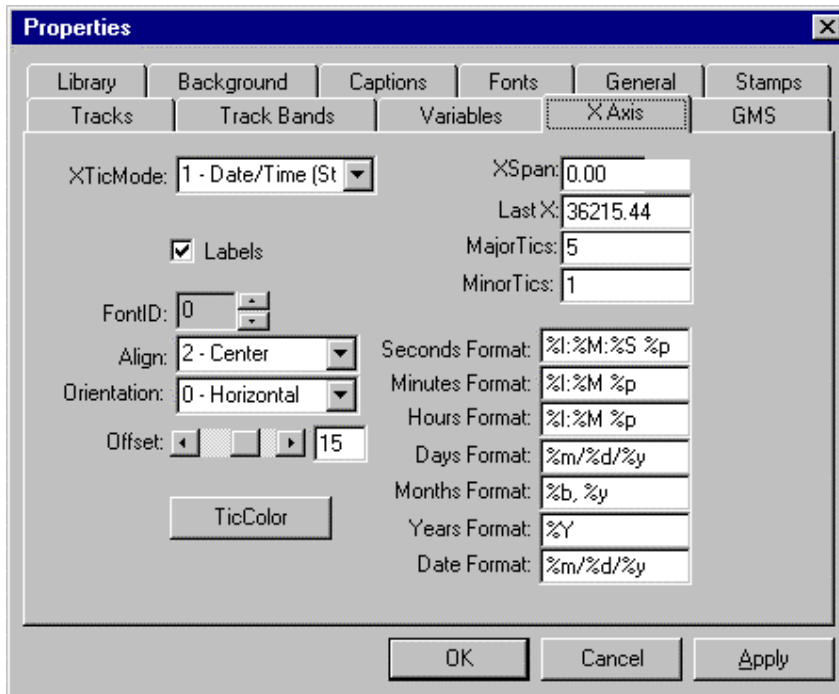 Properties
Library Background Captions Fonts General Stamps
Tracks Track Bands Variables X Axis GMS
XTicMode: 1 - Date/Time (St
XSpan: 0.00
Last X: 36215.44
MajorTics: 5
MinorTics: 1
Labels
FontID: 0
Align: 2 - Center
Orientation: 0 - Horizontal
Offset: 15
TicColor
Seconds Format: %I:%M:%S %p
Minutes Format: %I:%M %p
Hours Format: %I:%M %p
Days Format: %m/%d/%y
Months Format: %b, %y
Years Format: %Y
Date Format: %m/%d/%y
OK Cancel Apply